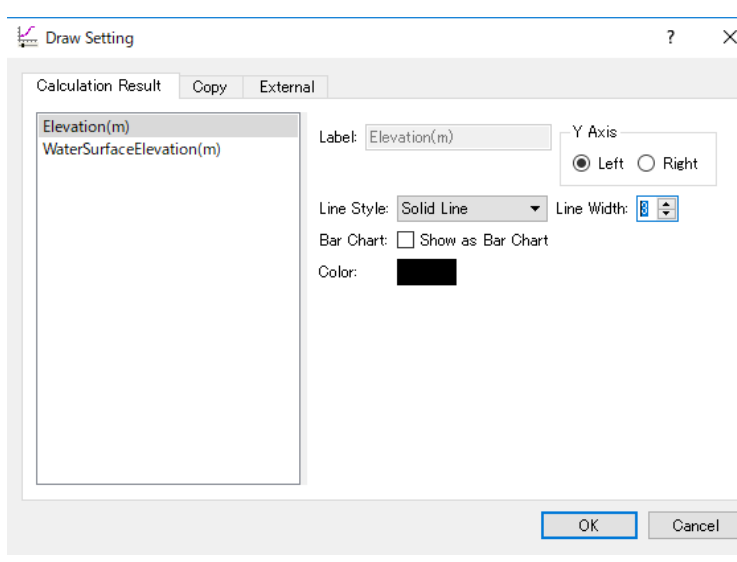 Draw Setting
?
Calculation Result Copy External
Elevation(m)
WaterSurfaceElevation(m)
Label: Elevation(m)
Y Axis
Left Right
Line Style: Solid Line Line Width: 3
Bar Chart: Show as Bar Chart
Color:
OK Cancel